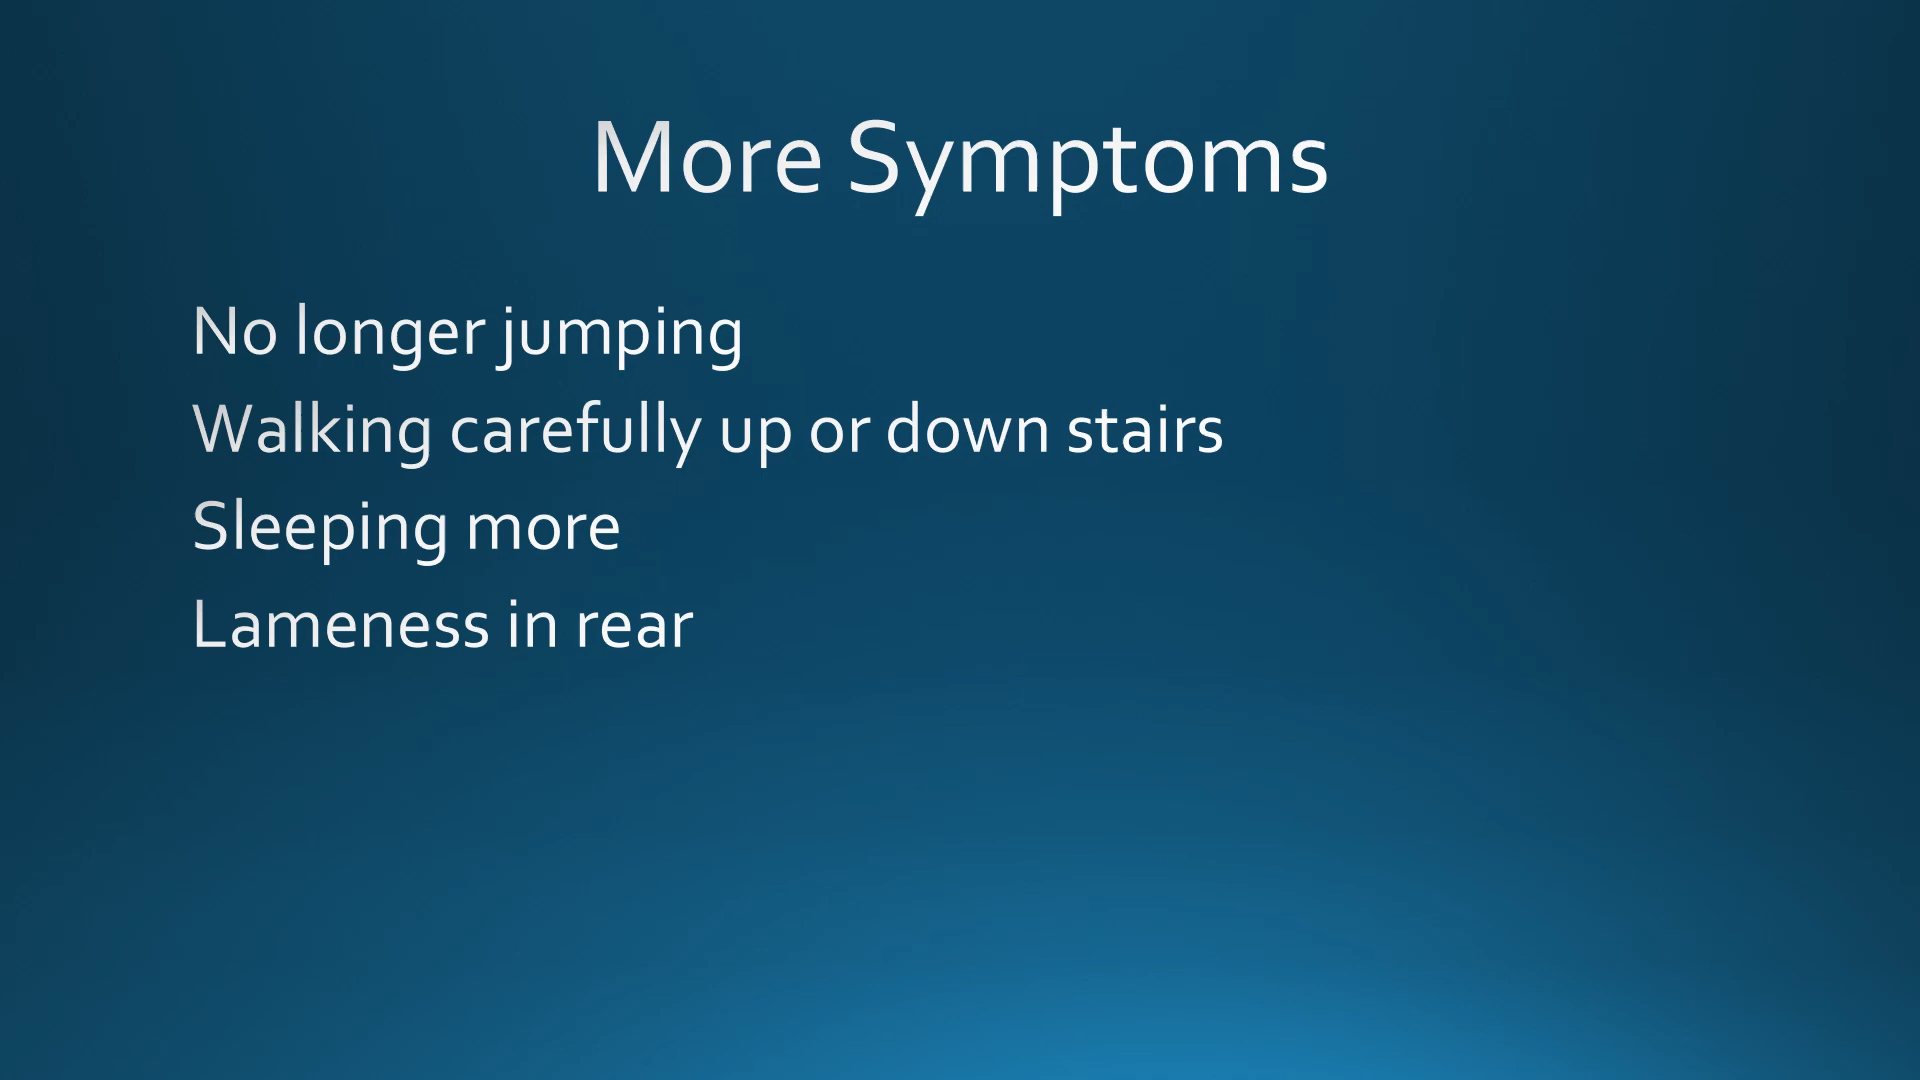 More Symptoms
No longer jumping
Walking carefully up or down stairs
Sleeping more
Lameness in rear